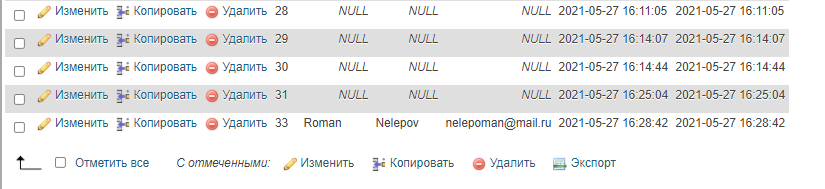 Изменить Копировать Удалить 28 NULL NULL NULL 2021-05-27 16:11:05 2021-05-27 16:11:05
Изменить Копировать Удалить 29 NULL NULL NULL 2021-05-27 16:14:07 2021-05-27 16:14:07
Изменить Копировать Удалить 30 NULL NULL NULL 2021-05-27 16:14:44 2021-05-27 16:14:44
Изменить Копировать Удалить 31 NULL NULL NULL 2021-05-27 16:25:04 2021-05-27 16:25:04
Изменить Копировать Удалить 33 Roman Nelepov nelepoman@mail.ru 2021-05-27 16:28:42 2021-05-27 16:28:42
Отметить все С отмеченными: Изменить Копировать Удалить Экспорт